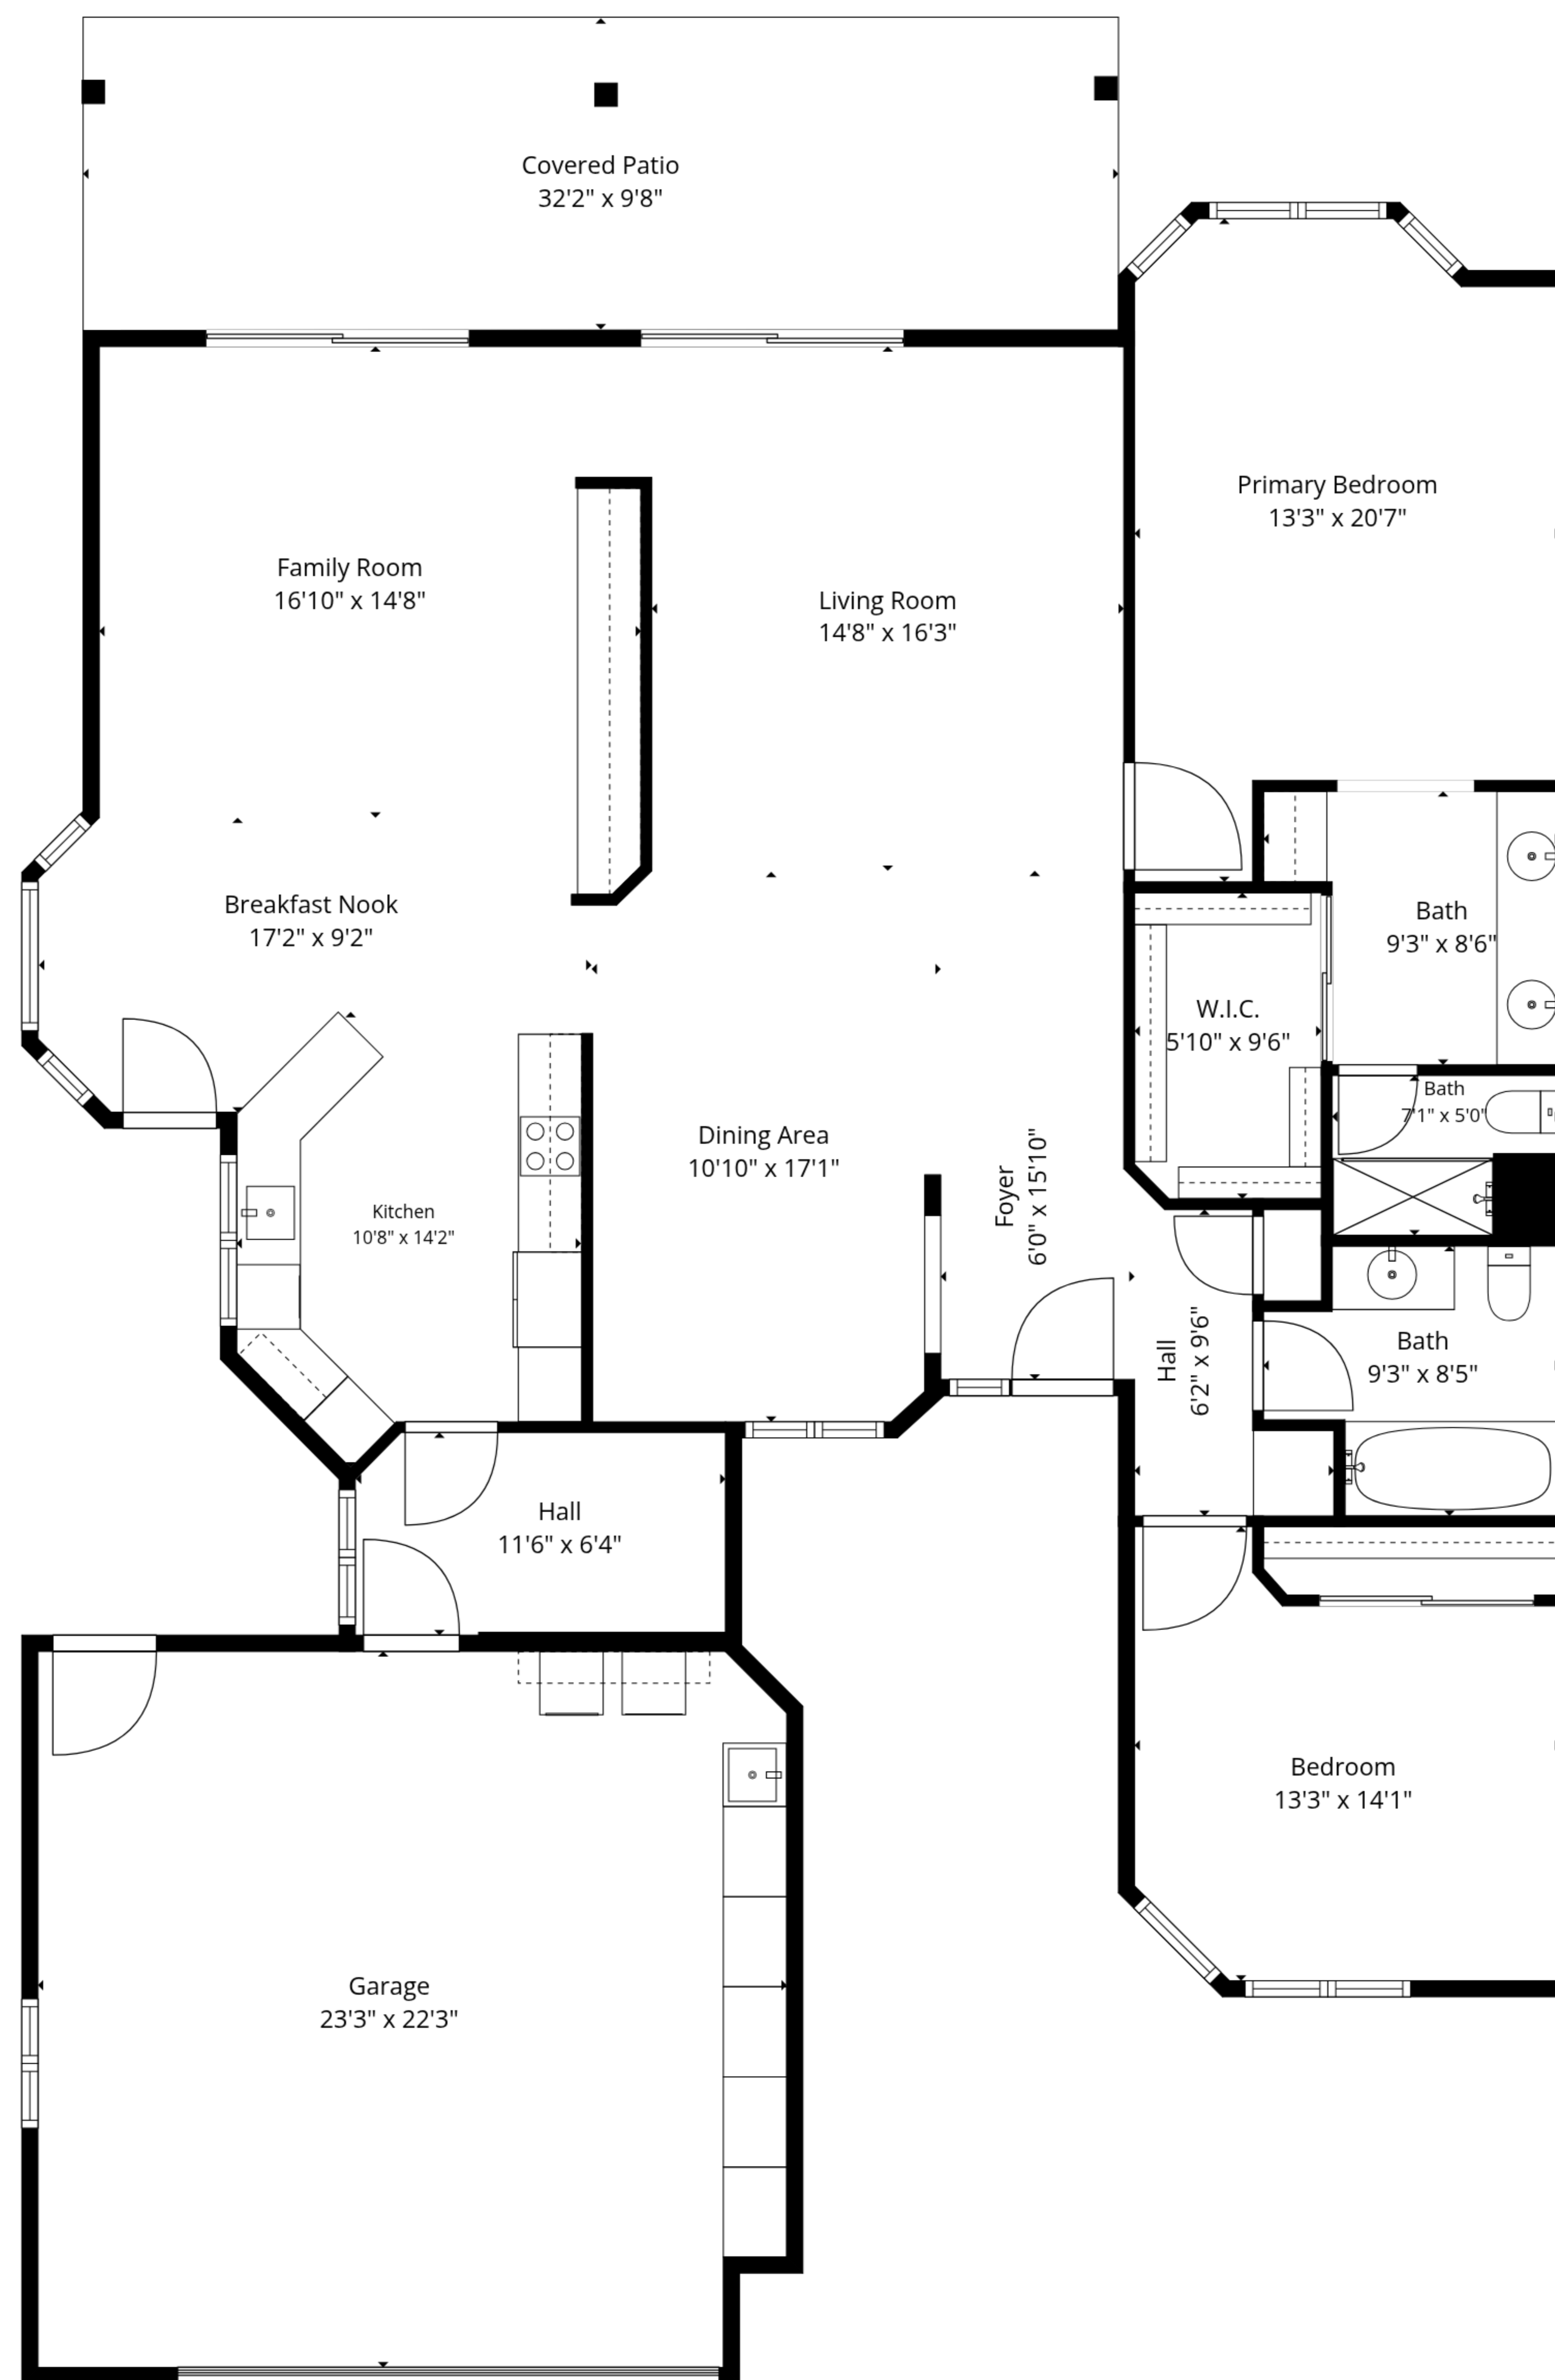 Covered Patio
32'2" x 9'8"
Primary Bedroom
13'3" x 20'7"
Family Room
16'10" x 14'8"
Living Room
14'8" x 16'3"
Breakfast Nook
17'2" x 9'2"
Bath
9'3" x 8'6"
W.I.C.
5'10" x 9'6"
Bath
7'1" x 5'0"
Dining Area
10'10" x 17'1"
Foyer
6'0" x 15'10"
Kitchen
10'8" x 14'2"
Hall
6'2" x 9'6"
Bath
9'3" x 8'5"
Hall
11'6" x 6'4"
Bedroom
13'3" x 14'1"
Garage
23'3" x 22'3"